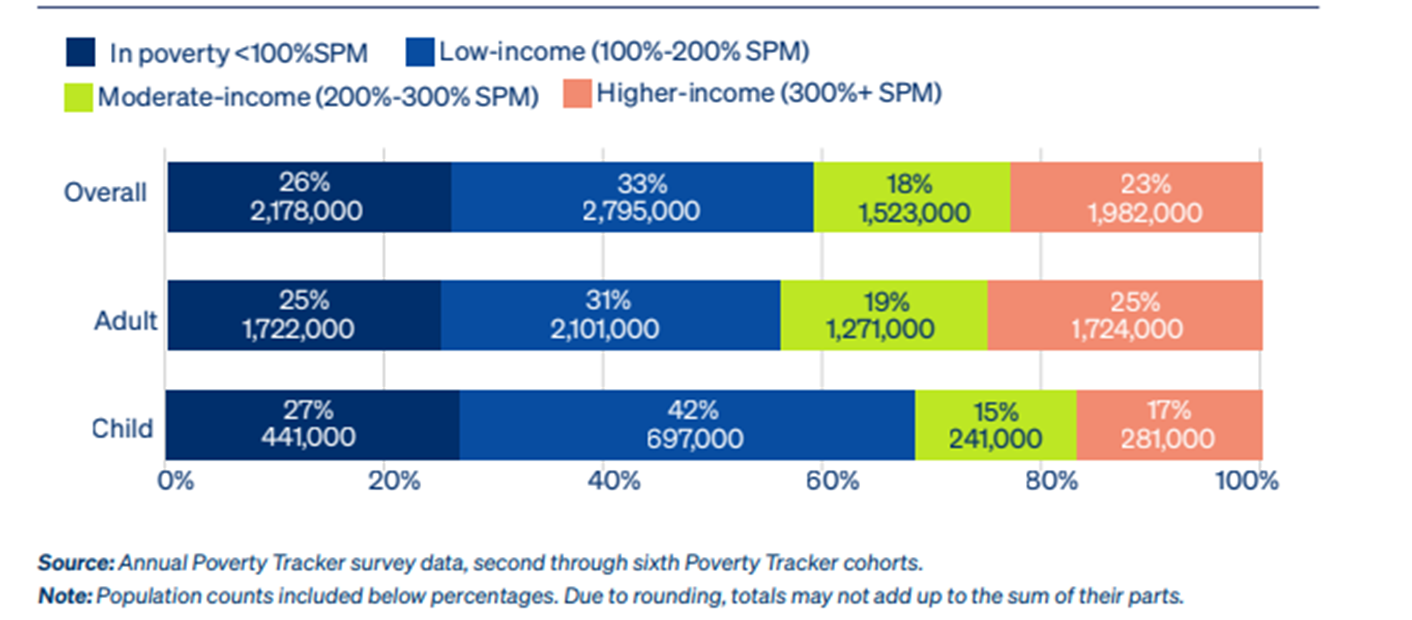 In poverty <100%SPM Low-income (100%-200% SPM)
Moderate-income (200%-300% SPM) Higher-income (300%+ SPM)
Overall 26% 33% 18% 23%
2,178,000 2,795,000 1,523,000 1,982,000
Adult 25% 31% 19% 25%
1,722,000 2,101,000 1,271,000 1,724,000
Child 27% 42% 15% 17%
441,000 697,000 241,000 281,000
0% 20% 40% 60% 80% 100%
Source: Annual Poverty Tracker survey data, second through sixth Poverty Tracker cohorts.
Note: Population counts included below percentages. Due to rounding, totals may not add up to the sum of their parts.